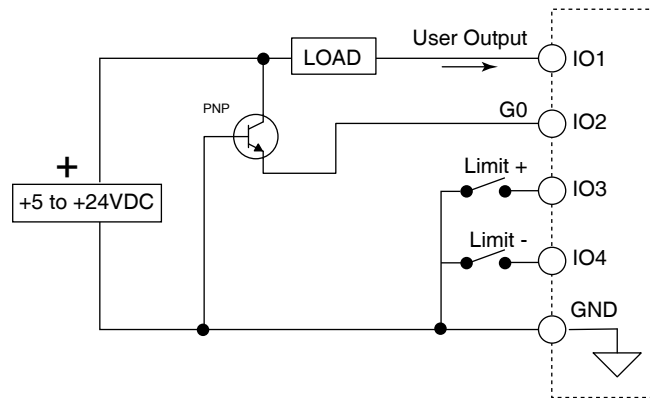 User Output
LOAD
IO1
G0
PNP
IO2
+
+5 to +24VDC
Limit +
IO3
Limit -
IO4
GND